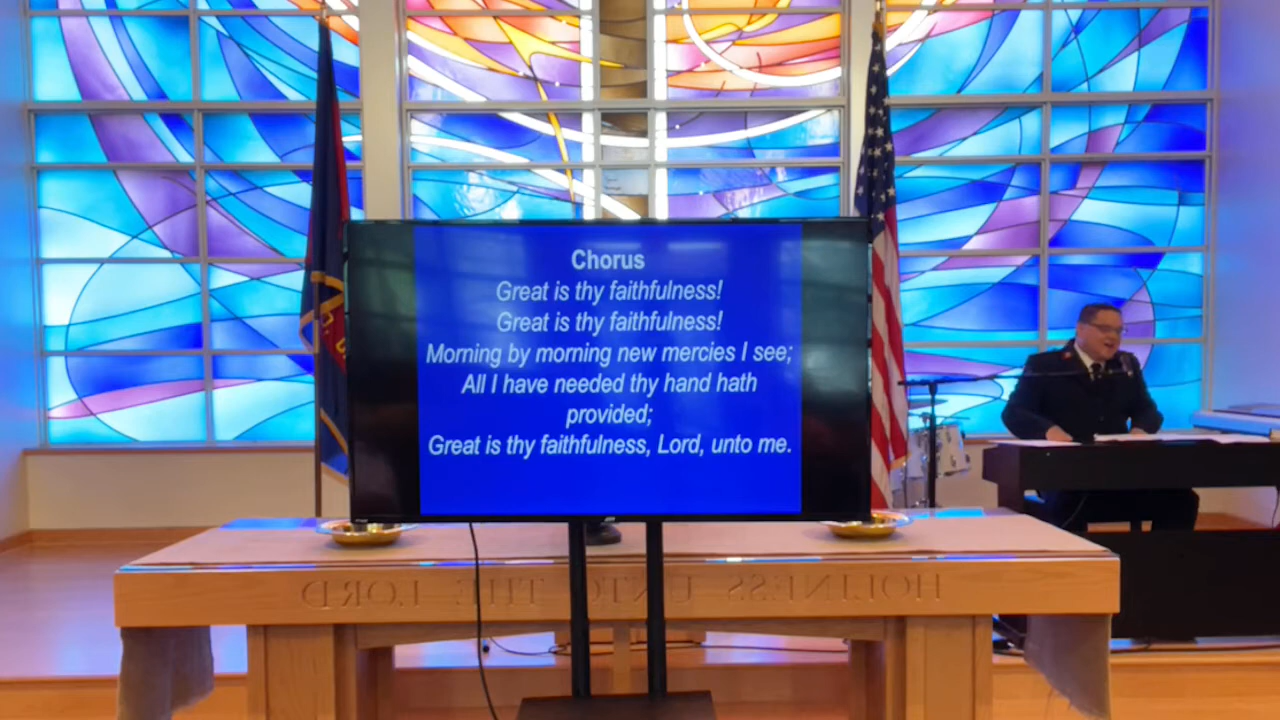 Chorus
Great is thy faithfulness!
Great is thy faithfulness!
Morning by morning new mercies I see;
All I have needed thy hand hath
provided;
Great is thy faithfulness, Lord, unto me.
HOLINESS UNTO THE LORD